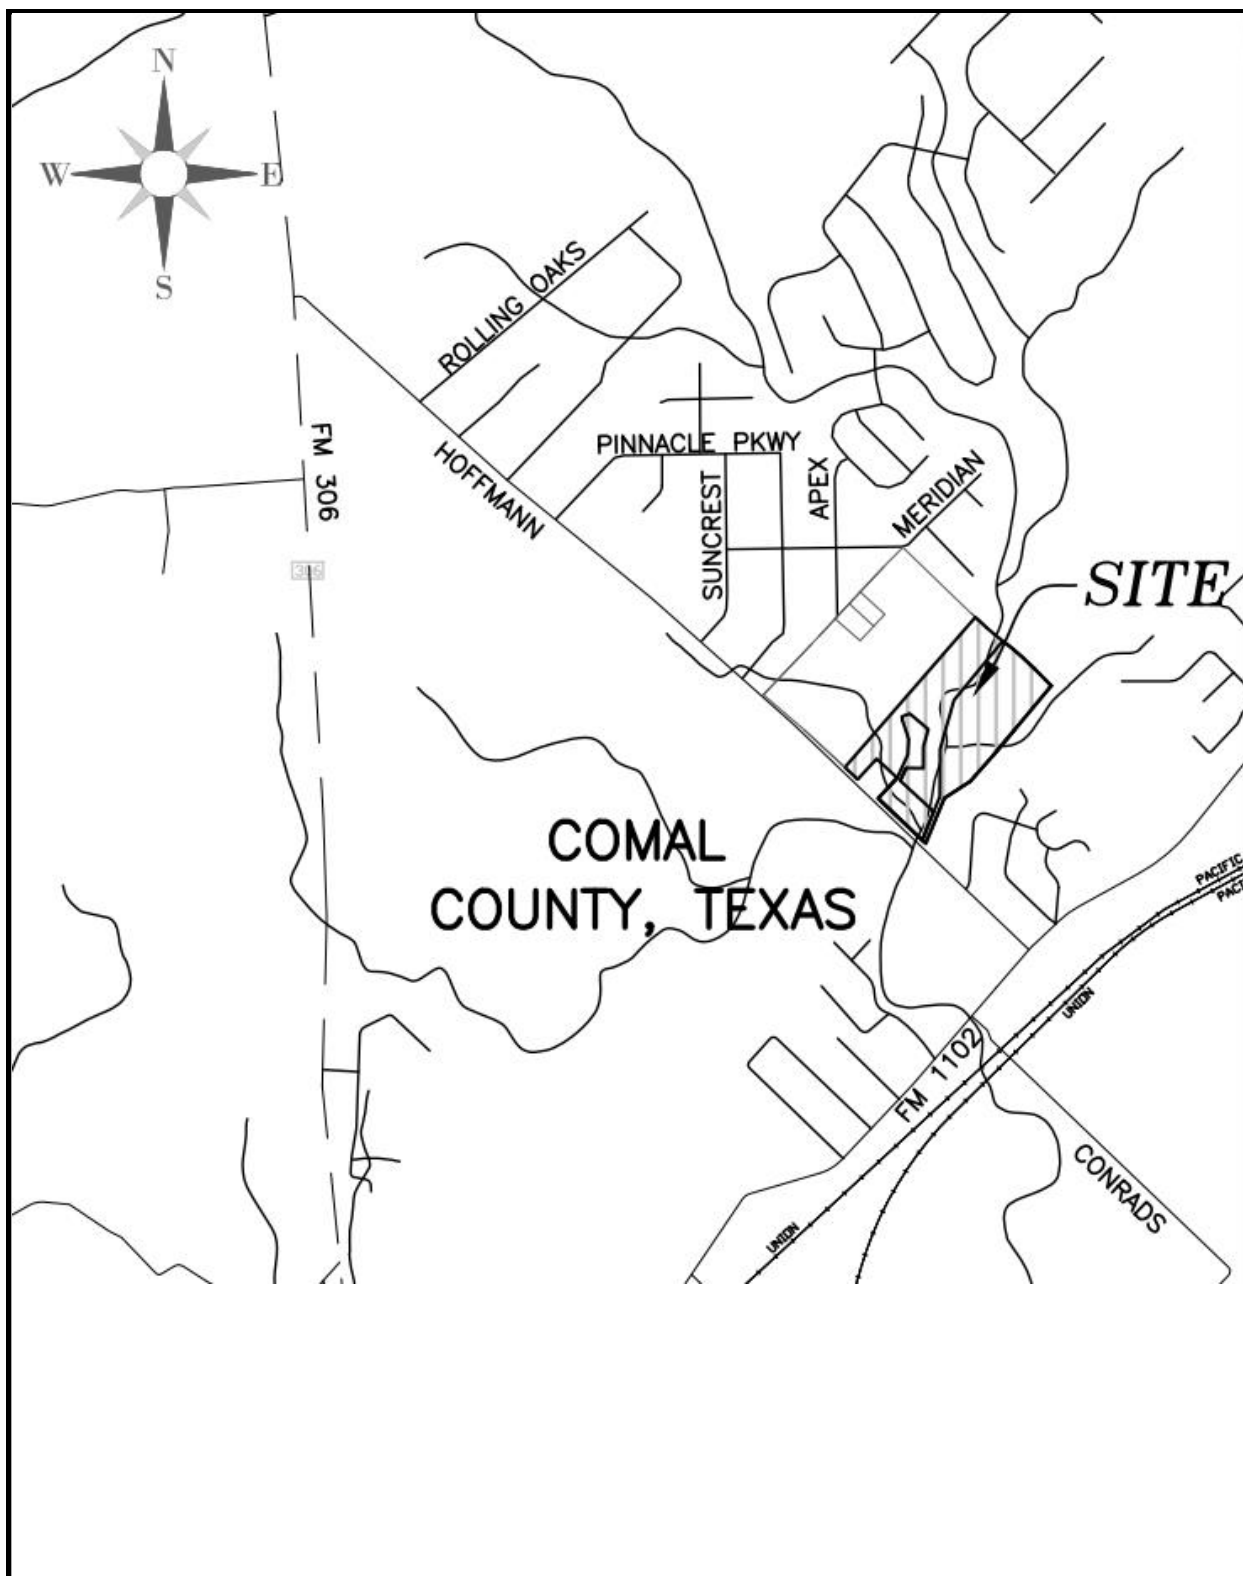 N
W E
S
ROLLING OAKS
FM 306
HOFFMANN
PINNACLE PKWY
SUNCREST
APEX
MERIDIAN
306
SITE
COMAL
COUNTY, TEXAS
PACIFIC
UNION
FM 1102
CONRADS
UNION